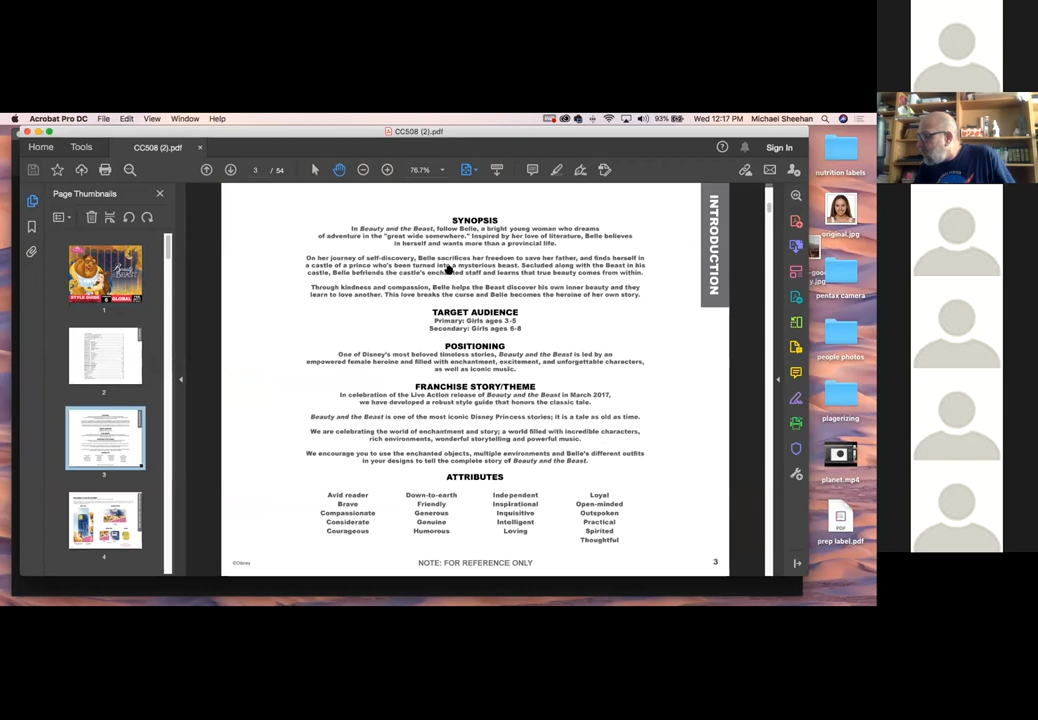 Acrobat Pro DC File Edit View Window Help 93% Wed 12:17 PM Michael Sheehan
CC508 (2).pdf
Home Tools CC508 (2).pdf × Sign In
3 / 54 76.7%
Page Thumbnails
1
2
3
4
INTRODUCTION
SYNOPSIS
In Beauty and the Beast, follow Belle, a bright young woman who dreams
of adventure in the "great wide somewhere." Inspired by her love of literature, Belle believes
in herself and wants more than a provincial life.
On her journey of self-discovery, Belle sacrifices her freedom to save her father, and finds herself in
a castle of a prince who's been turned into a mysterious beast. Secluded along with the Beast in his
castle, Belle befriends the castle's enchanted staff and learns that true beauty comes from within.
Through kindness and compassion, Belle helps the Beast discover his own inner beauty and they
learn to love another. This love breaks the curse and Belle becomes the heroine of her own story.
TARGET AUDIENCE
Primary: Girls ages 3-5
Secondary: Girls ages 6-8
POSITIONING
One of Disney's most beloved timeless stories, Beauty and the Beast is led by an
empowered female heroine and filled with enchantment, excitement, and unforgettable characters,
as well as iconic music.
FRANCHISE STORY/THEME
In celebration of the Live Action release of Beauty and the Beast in March 2017,
we have developed a robust style guide that honors the classic tale.
Beauty and the Beast is one of the most iconic Disney Princess stories; it is a tale as old as time.
We are celebrating the world of enchantment and story; a world filled with incredible characters,
rich environments, wonderful storytelling and powerful music.
We encourage you to use the enchanted objects, multiple environments and Belle's different outfits
in your designs to tell the complete story of Beauty and the Beast.
ATTRIBUTES
Avid reader Down-to-earth Independent Loyal
Brave Friendly Inspirational Open-minded
Compassionate Generous Inquisitive Outspoken
Considerate Genuine Intelligent Practical
Courageous Humorous Loving Spirited
Thoughtful
©Disney NOTE: FOR REFERENCE ONLY 3
nutrition labels
original.jpg
pentax camera
people photos
plagerizing
planet.mp4
PDF
prep label.pdf